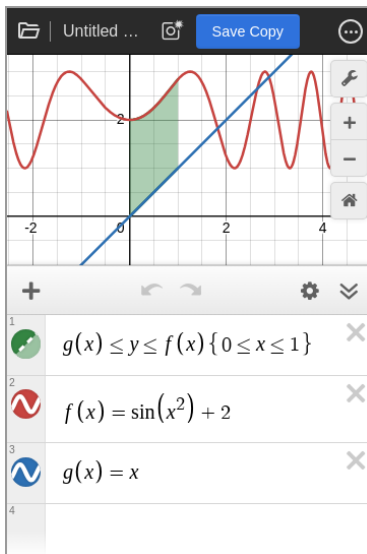 Untitled ...
Save Copy
2
-2
0
2
4
1
g(x) ≤ y ≤ f(x) { 0 ≤ x ≤ 1 }
2
f(x) = sin(x²) + 2
3
g(x) = x
4